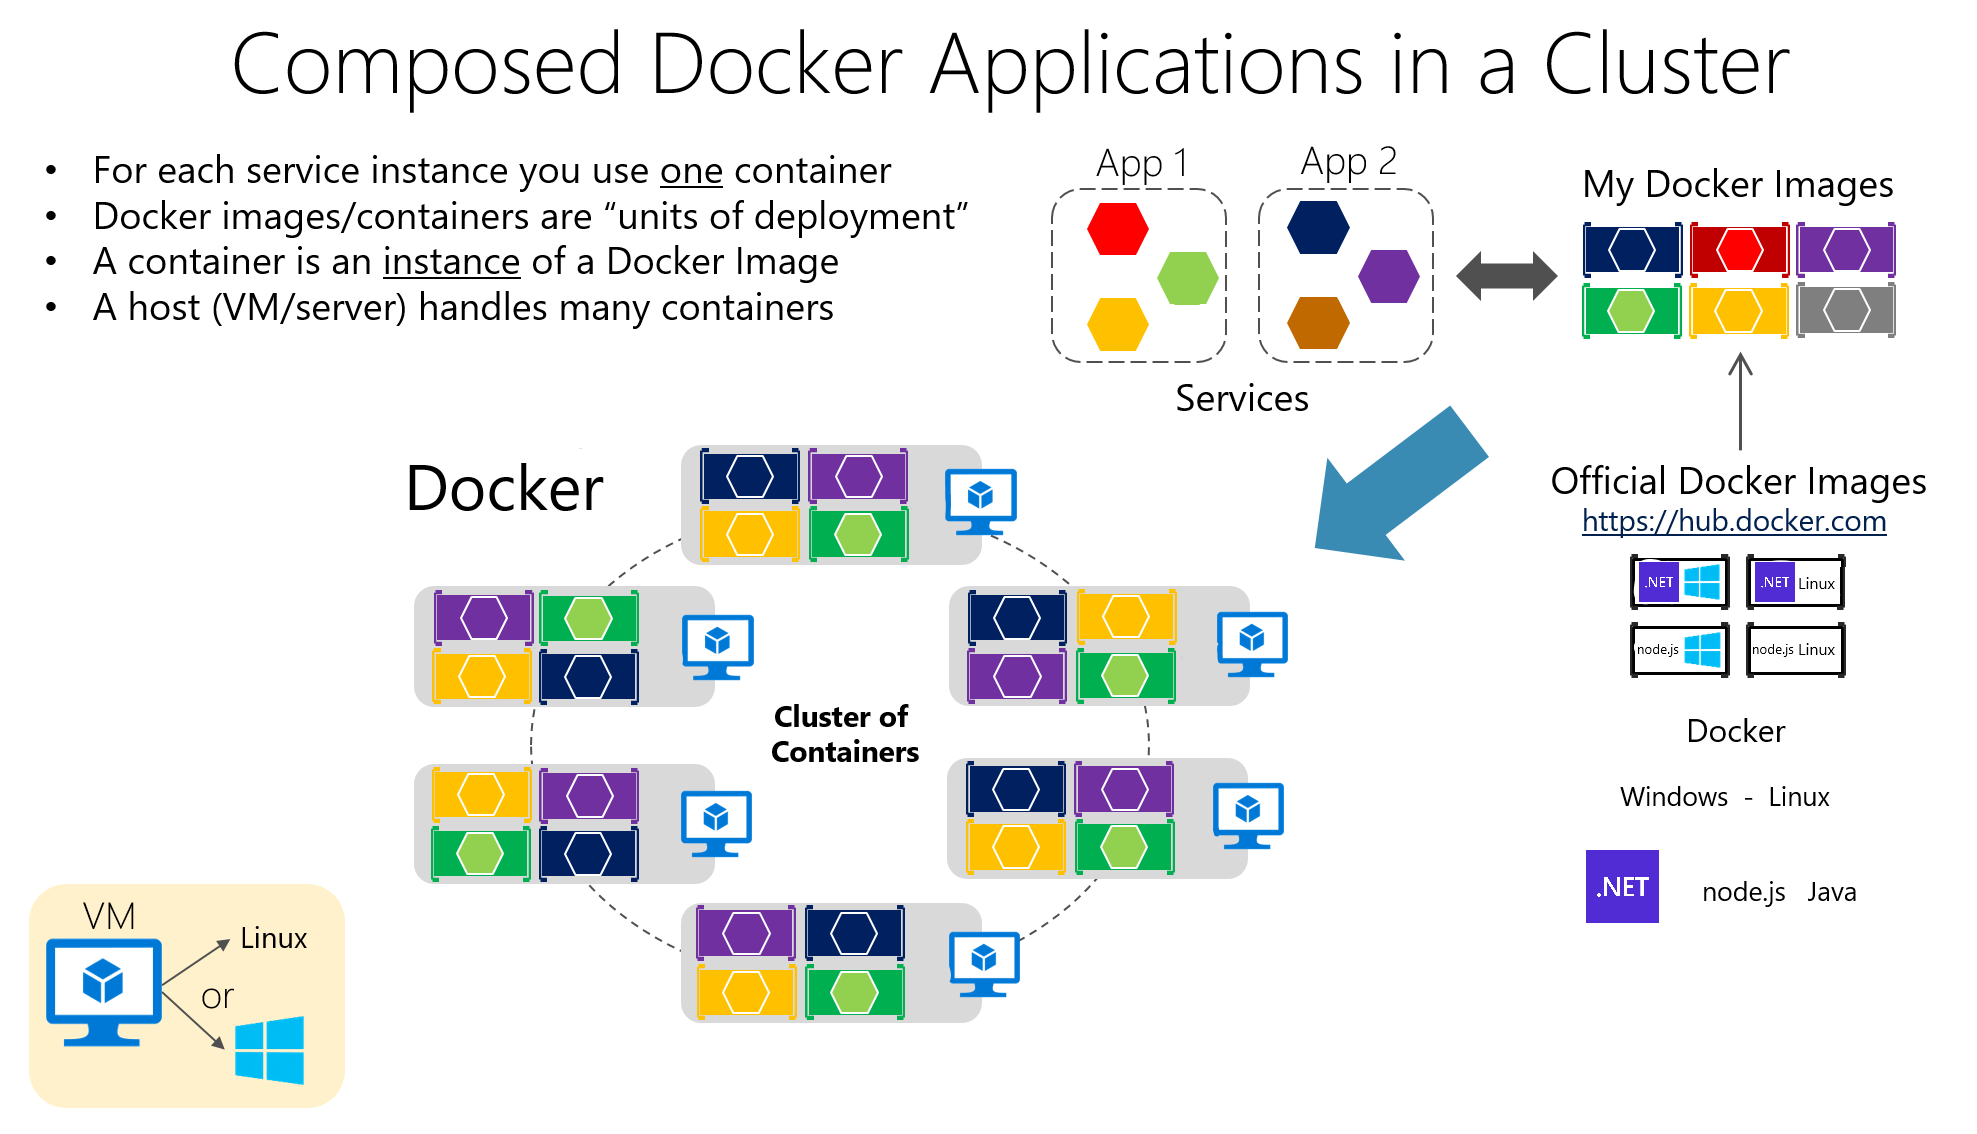 Composed Docker Applications in a Cluster
• For each service instance you use one container
• Docker images/containers are “units of deployment”
• A container is an instance of a Docker Image
• A host (VM/server) handles many containers
App 1
App 2
Services
My Docker Images
Official Docker Images
https://hub.docker.com
.NET
.NET Linux
node.js
node.js Linux
Docker
Windows - Linux
.NET
node.js Java
Docker
Cluster of
Containers
VM
Linux
or